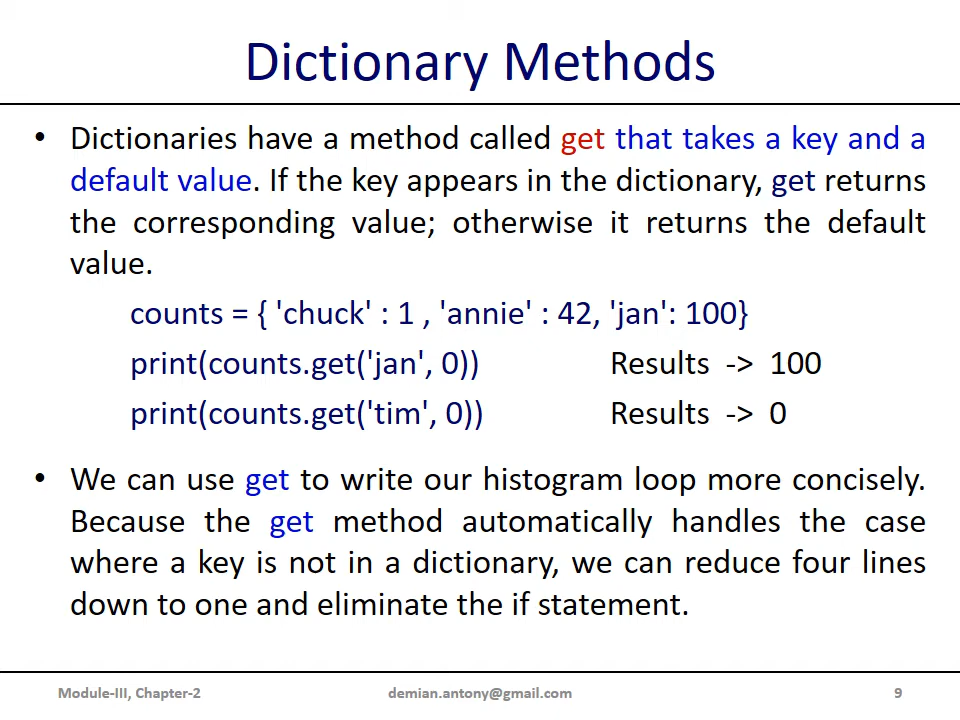 Dictionary Methods
• Dictionaries have a method called get that takes a key and a
default value. If the key appears in the dictionary, get returns
the corresponding value; otherwise it returns the default
value.
counts = { 'chuck' : 1 , 'annie' : 42, 'jan': 100}
print(counts.get('jan', 0)) Results -> 100
print(counts.get('tim', 0)) Results -> 0
• We can use get to write our histogram loop more concisely.
Because the get method automatically handles the case
where a key is not in a dictionary, we can reduce four lines
down to one and eliminate the if statement.
Module-III, Chapter-2 demian.antony@gmail.com 9